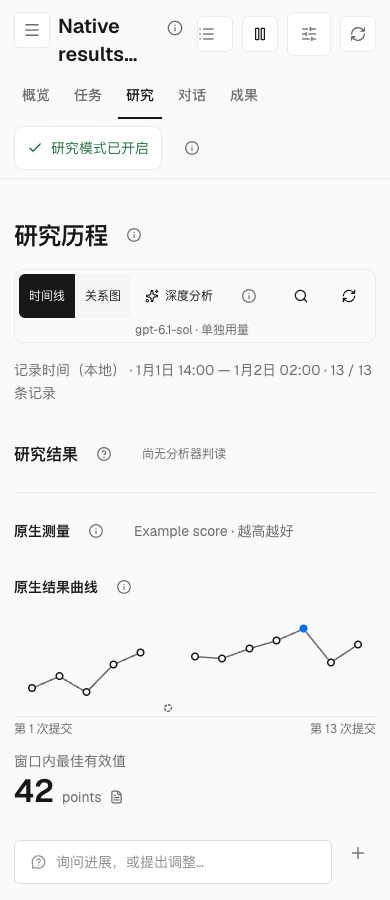 Native
results…
概览 任务 研究 对话 成果
研究模式已开启
研究历程
时间线 关系图 深度分析
gpt-6.1-sol · 单独用量
记录时间（本地） · 1月1日 14:00 — 1月2日 02:00 · 13 / 13
条记录
研究结果 尚无分析器判读
原生测量 Example score · 越高越好
原生结果曲线
第 1 次提交 第 13 次提交
窗口内最佳有效值
42 points
询问进展，或提出调整…